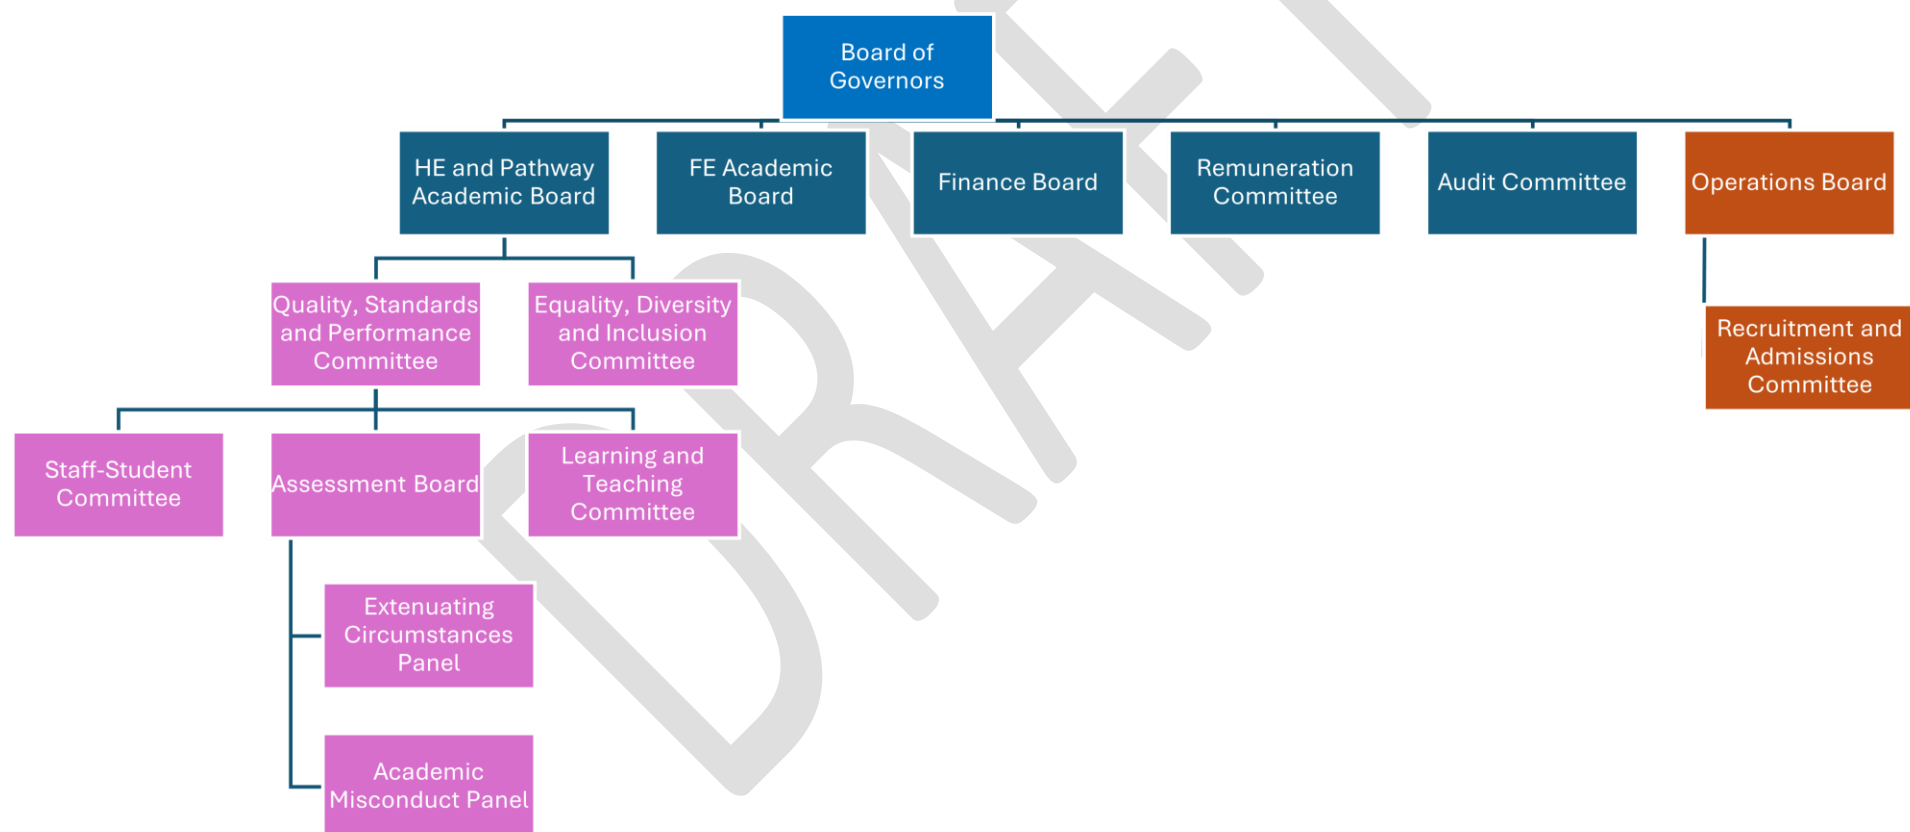 Board of
Governors
HE and Pathway
Academic Board
FE Academic
Board
Finance Board
Remuneration
Committee
Audit Committee
Operations Board
Quality, Standards
and Performance
Committee
Equality, Diversity
and Inclusion
Committee
Recruitment and
Admissions
Committee
Staff-Student
Committee
Assessment Board
Learning and
Teaching
Committee
Extenuating
Circumstances
Panel
Academic
Misconduct Panel
DRAFT